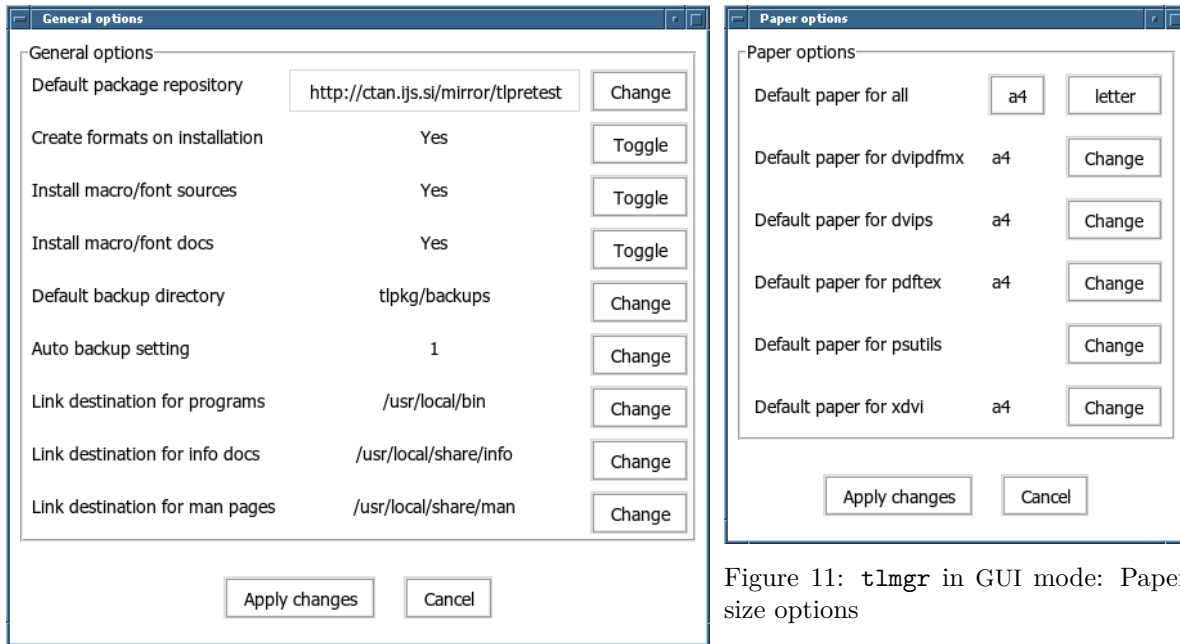 General options
General options
Default package repository http://ctan.ijs.si/mirror/tlpretest Change
Create formats on installation Yes Toggle
Install macro/font sources Yes Toggle
Install macro/font docs Yes Toggle
Default backup directory tlpkg/backups Change
Auto backup setting 1 Change
Link destination for programs /usr/local/bin Change
Link destination for info docs /usr/local/share/info Change
Link destination for man pages /usr/local/share/man Change
Apply changes Cancel
Paper options
Paper options
Default paper for all a4 letter
Default paper for dvipdfmx a4 Change
Default paper for dvips a4 Change
Default paper for pdftex a4 Change
Default paper for psutils Change
Default paper for xdvi a4 Change
Apply changes Cancel
Figure 11: tlmgr in GUI mode: Paper
size options